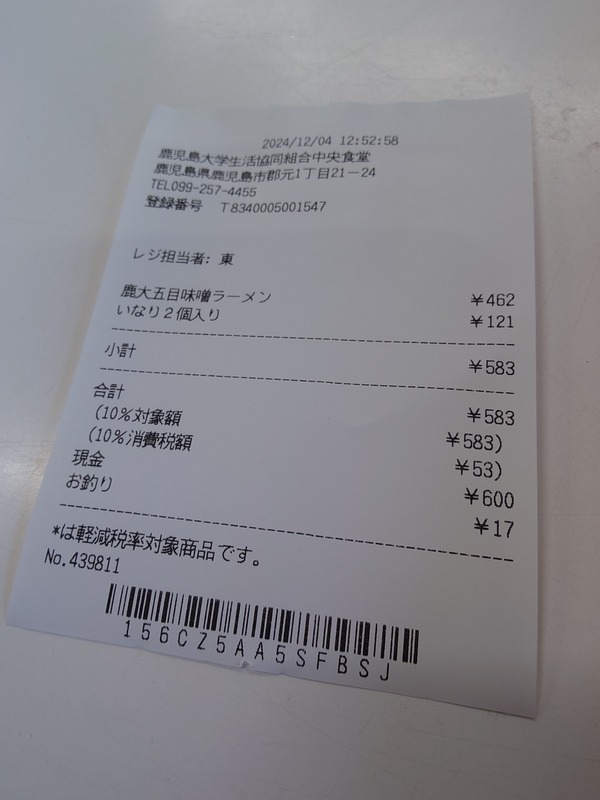 2024/12/04 12:52:58
鹿児島大学生活協同組合中央食堂
鹿児島県鹿児島市郡元1丁目21-24
TEL099-257-4455
登録番号 T8340005001547
レジ担当者: 東
鹿大五目味噌ラーメン ¥462
いなり2個入り ¥121
小計 ¥583
合計 ¥583
(10%対象額 ¥583)
(10%消費税額 ¥53)
現金 ¥600
お釣り ¥17
*は軽減税率対象商品です。
No.439811
156CZ5AA5SFBSJ